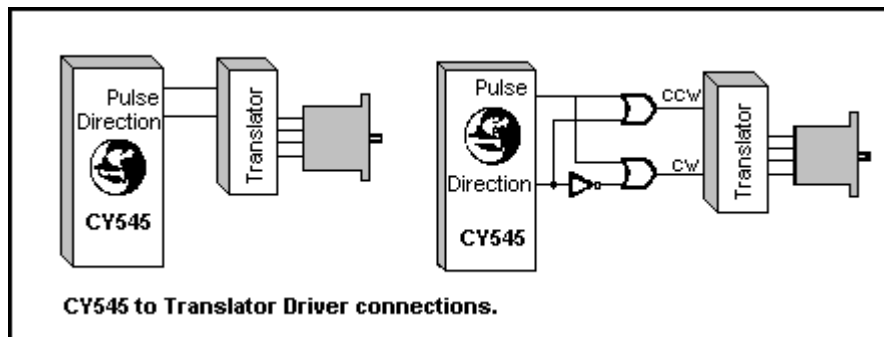 Pulse
Direction
CY545
Translator
Pulse
Direction
CY545
CCW
CW
Translator
CY545 to Translator Driver connections.